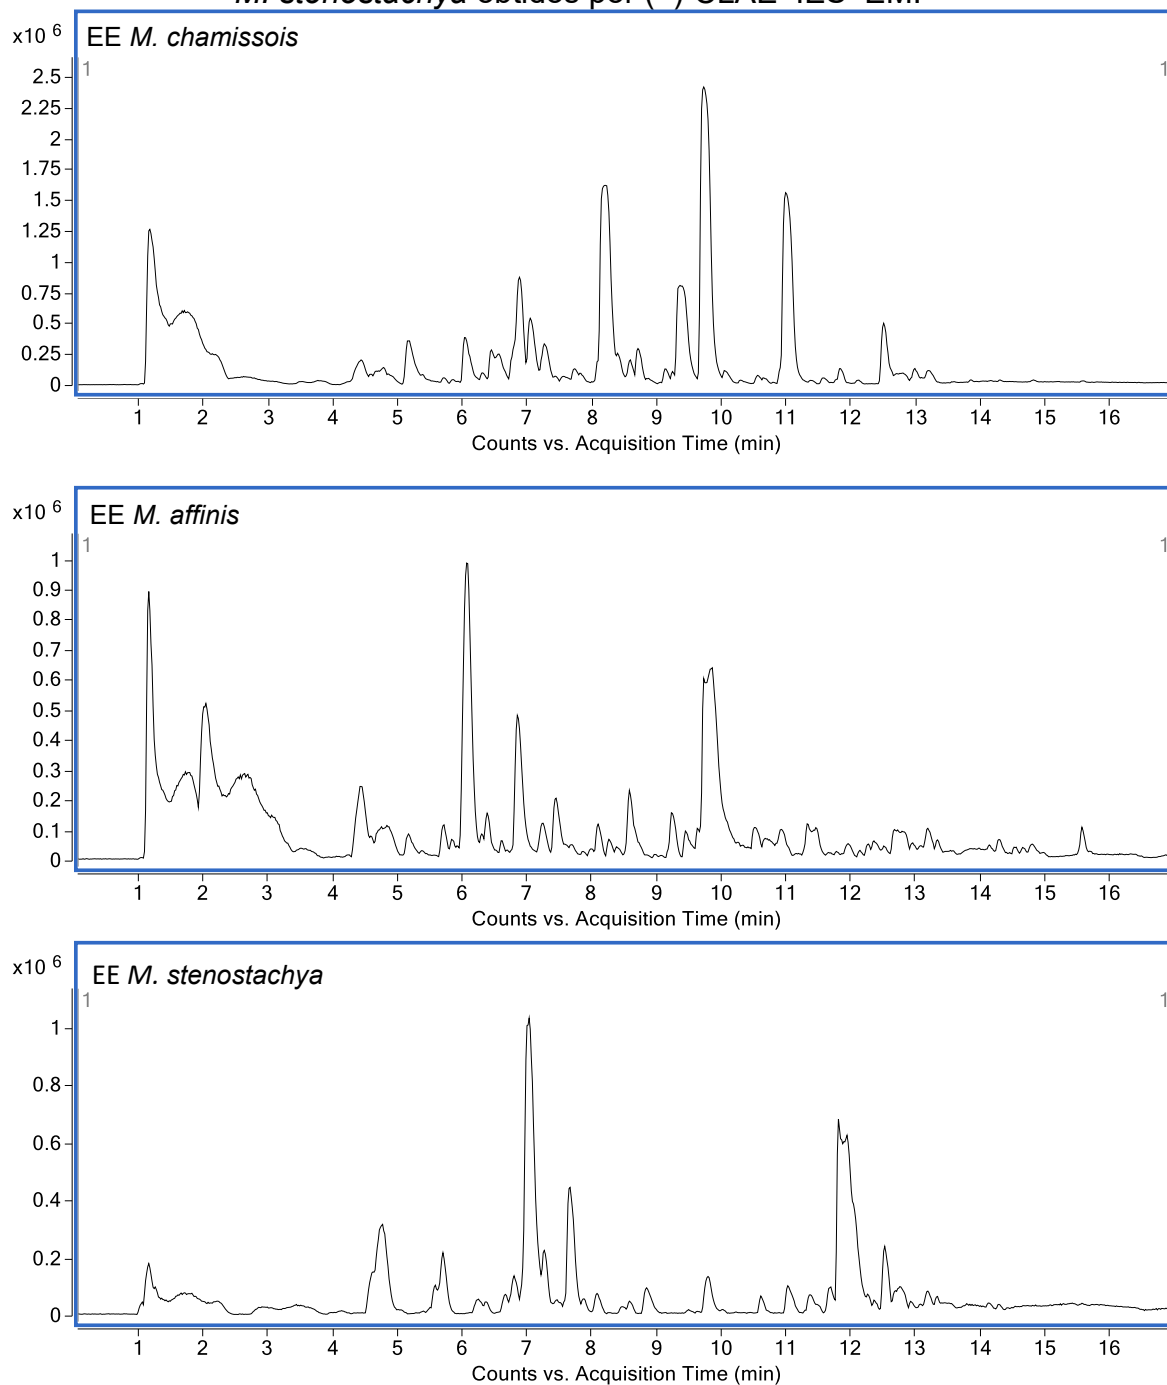 M. stenostachya obtidos por (-) CLAE-IES-EM.
x10 6
EE M. chamissois
1 1
2.5
2.25
2
1.75
1.5
1.25
1
0.75
0.5
0.25
0
1 2 3 4 5 6 7 8 9 10 11 12 13 14 15 16
Counts vs. Acquisition Time (min)
x10 6
EE M. affinis
1 1
1
0.9
0.8
0.7
0.6
0.5
0.4
0.3
0.2
0.1
0
1 2 3 4 5 6 7 8 9 10 11 12 13 14 15 16
Counts vs. Acquisition Time (min)
x10 6
EE M. stenostachya
1 1
1
0.8
0.6
0.4
0.2
0
1 2 3 4 5 6 7 8 9 10 11 12 13 14 15 16
Counts vs. Acquisition Time (min)